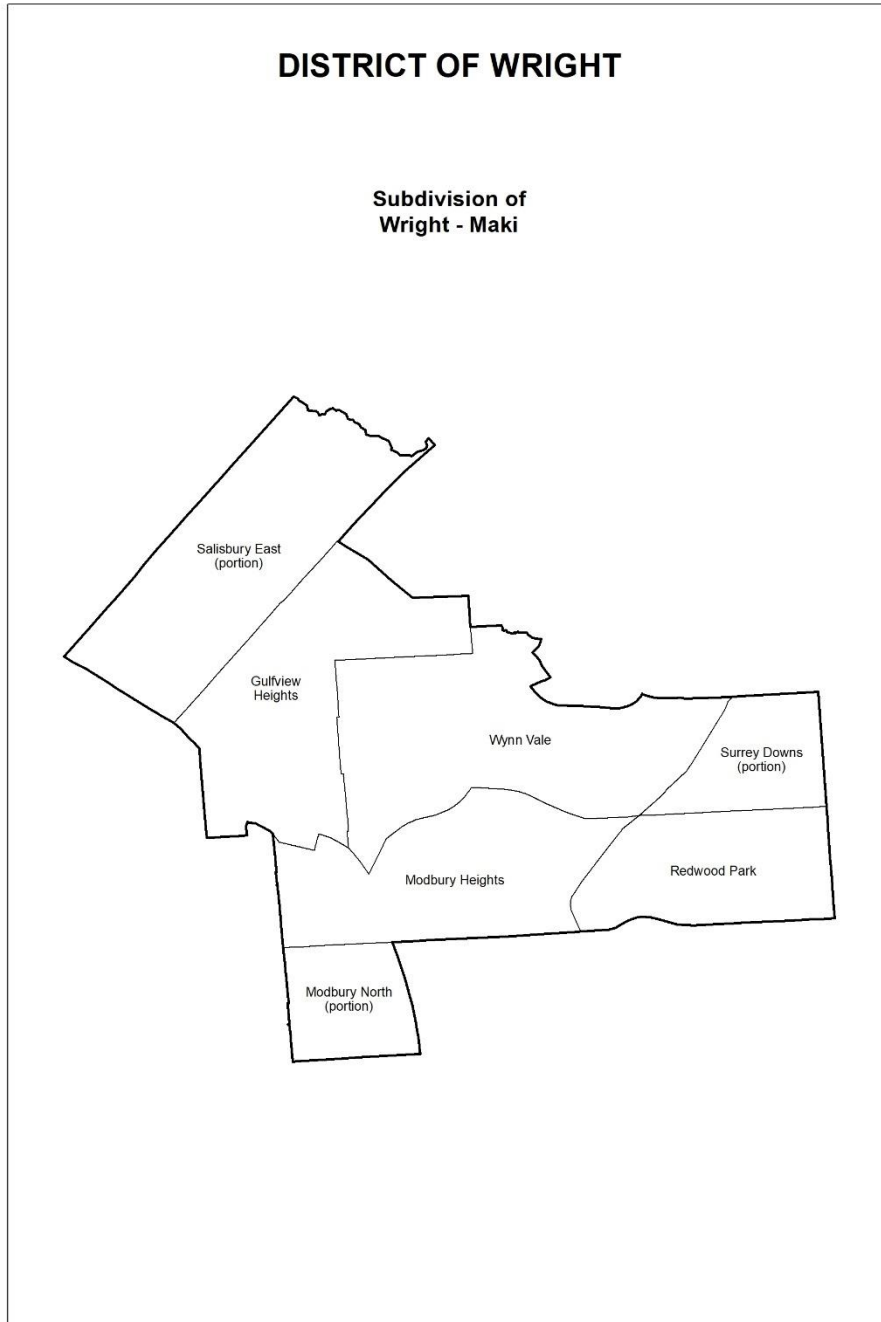 DISTRICT OF WRIGHT
Subdivision of
Wright - Maki
Salisbury East
(portion)
Gulfview
Heights
Wynn Vale
Surrey Downs
(portion)
Redwood Park
Modbury Heights
Modbury North
(portion)